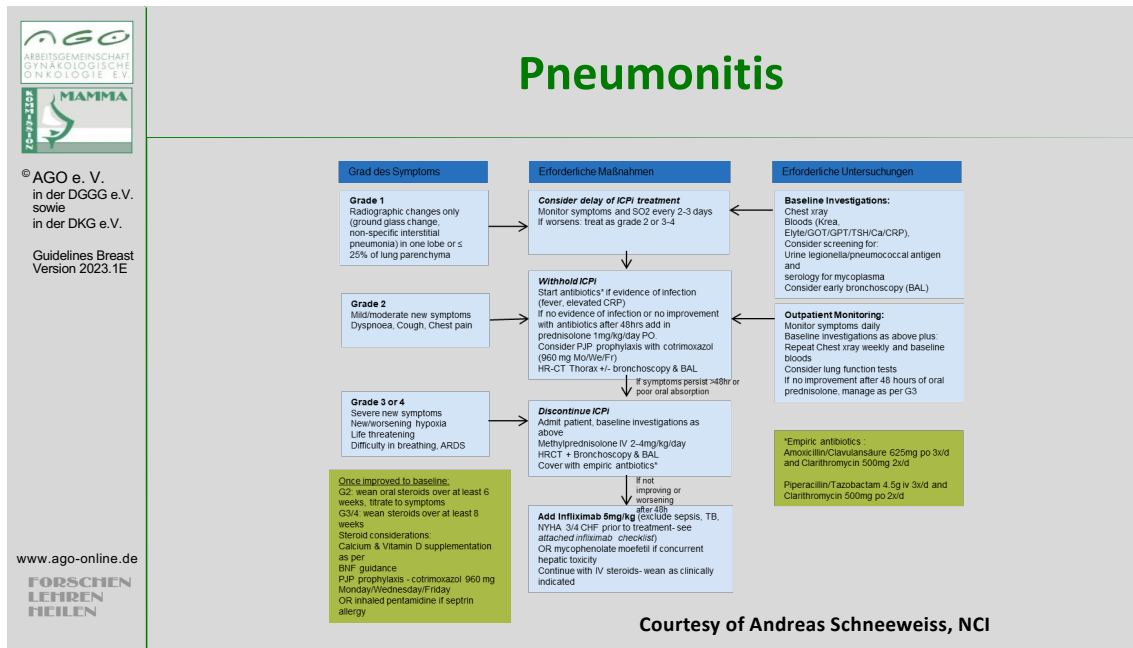 AGO
ARBEITSGEMEINSCHAFT
GYNÄKOLOGISCHE
ONKOLOGIE E.V.
KOMMISSION
MAMMA
© AGO e. V.
in der DGGG e.V.
sowie
in der DKG e.V.
Guidelines Breast
Version 2023.1E
www.ago-online.de
FORSCHEN
LEHREN
HEILEN
Pneumonitis
Grad des Symptoms
Grade 1
Radiographic changes only
(ground glass change,
non-specific interstitial
pneumonia) in one lobe or ≤
25% of lung parenchyma
Grade 2
Mild/moderate new symptoms
Dyspnoea, Cough, Chest pain
Grade 3 or 4
Severe new symptoms
New/worsening hypoxia
Life threatening
Difficulty in breathing, ARDS
Once improved to baseline:
G2: wean oral steroids over at least 6
weeks, titrate to symptoms
G3/4: wean steroids over at least 8
weeks
Steroid considerations:
Calcium & Vitamin D supplementation
as per
BNF guidance
PJP prophylaxis - cotrimoxazol 960 mg
Monday/Wednesday/Friday
OR inhaled pentamidine if septrin
allergy
Erforderliche Maßnahmen
Consider delay of ICPi treatment
Monitor symptoms and SO2 every 2-3 days
If worsens: treat as grade 2 or 3-4
Withhold ICPi
Start antibiotics* if evidence of infection
(fever, elevated CRP)
If no evidence of infection or no improvement
with antibiotics after 48hrs add in
prednisolone 1mg/kg/day PO.
Consider PJP prophylaxis with cotrimoxazol
(960 mg Mo/We/Fr)
HR-CT Thorax +/- bronchoscopy & BAL
If symptoms persist >48hr or
poor oral absorption
Discontinue ICPi
Admit patient, baseline investigations as
above
Methylprednisolone IV 2-4mg/kg/day
HRCT + Bronchoscopy & BAL
Cover with empiric antbiotics*
If not
improving or
worsening
after 48h
Add Infliximab 5mg/kg (exclude sepsis, TB,
NYHA 3/4 CHF prior to treatment- see
attached infliximab checklist)
OR mycophenolate moefetil if concurrent
hepatic toxicity
Continue with IV steroids- wean as clinically
indicated
Erforderliche Untersuchungen
Baseline Investigations:
Chest xray
Bloods (Krea,
Elyte/GOT/GPT/TSH/Ca/CRP),
Consider screening for:
Urine legionella/pneumococcal antigen
and
serology for mycoplasma
Consider early bronchoscopy (BAL)
Outpatient Monitoring:
Monitor symptoms daily
Baseline investigations as above plus:
Repeat Chest xray weekly and baseline
bloods
Consider lung function tests
If no improvement after 48 hours of oral
prednisolone, manage as per G3
*Empiric antibiotics :
Amoxicillin/Clavulansäure 625mg po 3x/d
and Clarithromycin 500mg 2x/d
Piperacillin/Tazobactam 4.5g iv 3x/d and
Clarithromycin 500mg po 2x/d
Courtesy of Andreas Schneeweiss, NCI